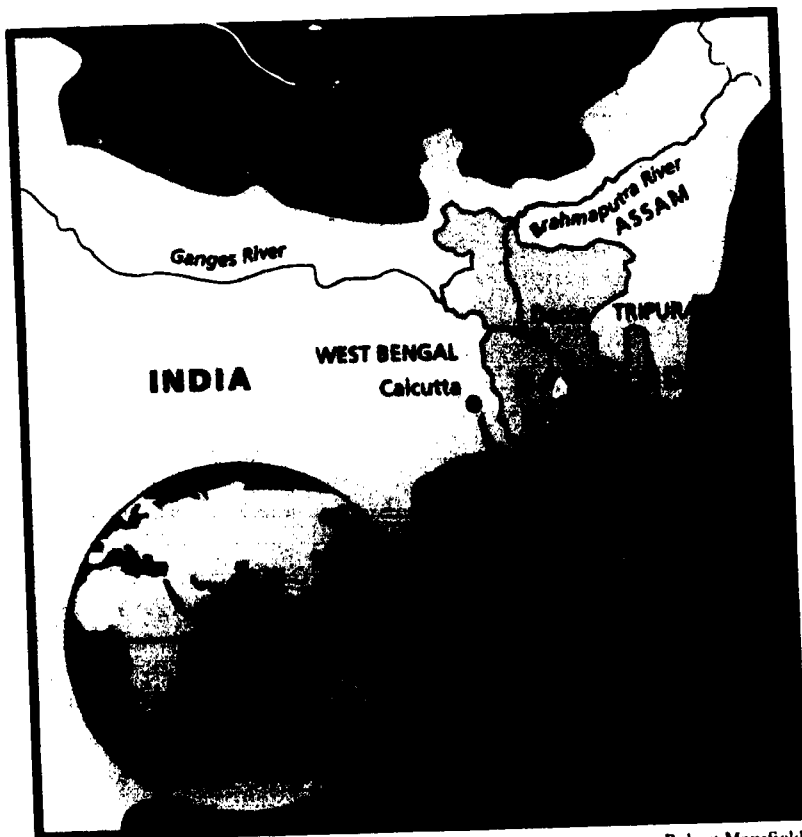 Brahmaputra River
ASSAM
Ganges River
TRIPURA
WEST BENGAL
INDIA
Calcutta